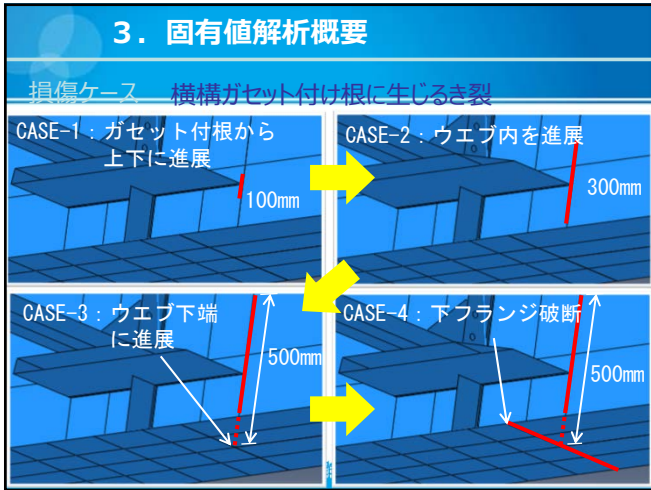 3. 固有値解析概要
損傷ケース 横構ガセット付け根に生じるき裂
CASE-1:ガセット付根から
上下に進展
100mm
CASE-2:ウエブ内を進展
300mm
CASE-3:ウエブ下端
に進展
500mm
CASE-4:下フランジ破断
500mm